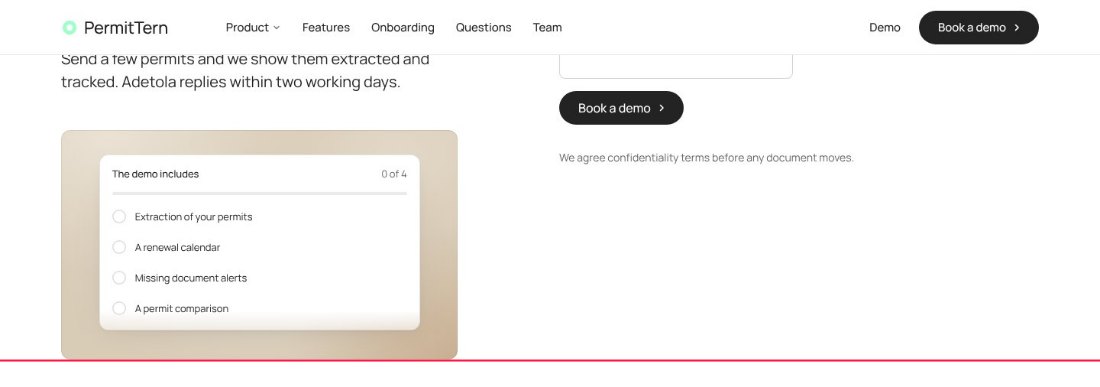 PermitTern
Product
Features
Onboarding
Questions
Team
Demo
Book a demo
Send a few permits and we show them extracted and
tracked. Adetola replies within two working days.
The demo includes
0 of 4
Extraction of your permits
A renewal calendar
Missing document alerts
A permit comparison
Book a demo
We agree confidentiality terms before any document moves.